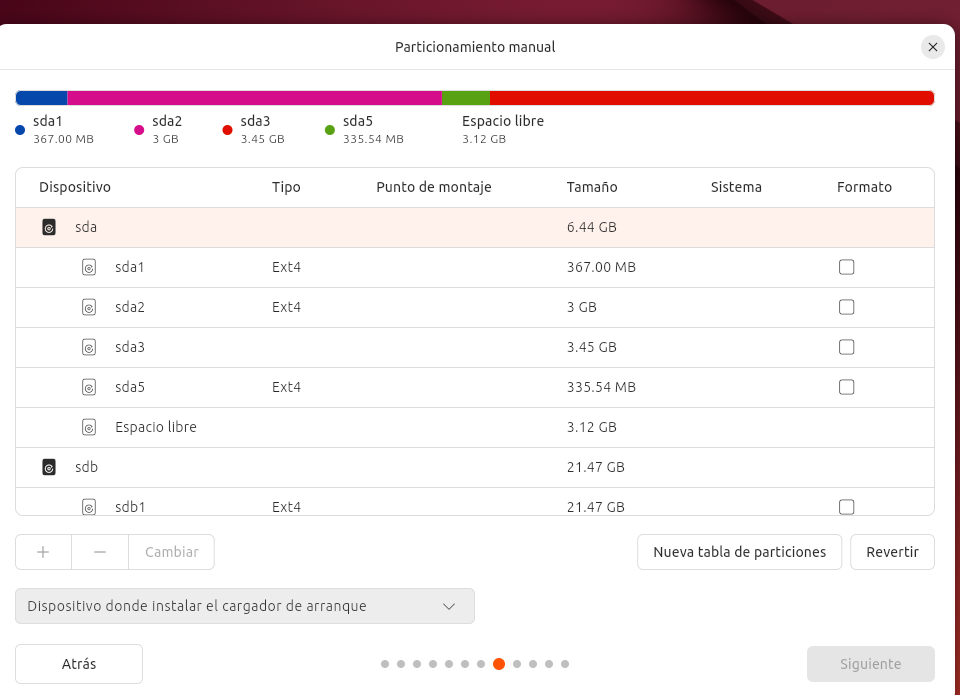 Particionamiento manual
sda1 sda2 sda3 sda5 Espacio libre
367.00 MB 3 GB 3.45 GB 335.54 MB 3.12 GB
Dispositivo Tipo Punto de montaje Tamaño Sistema Formato
sda 6.44 GB
sda1 Ext4 367.00 MB
sda2 Ext4 3 GB
sda3 3.45 GB
sda5 Ext4 335.54 MB
Espacio libre 3.12 GB
sdb 21.47 GB
sdb1 Ext4 21.47 GB
+ − Cambiar Nueva tabla de particiones Revertir
Dispositivo donde instalar el cargador de arranque
Atrás Siguiente